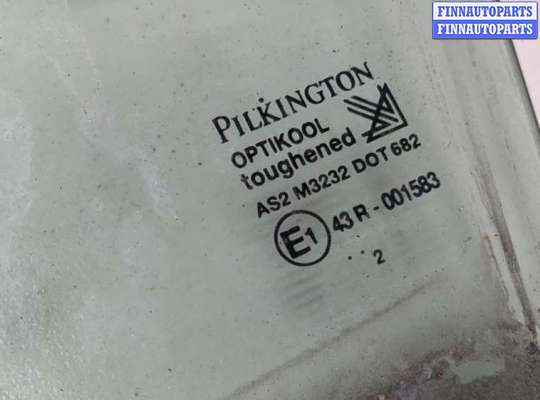 FINNAUTOPARTS
FINNAUTOPARTS
PILKINGTON
OPTIKOOL
toughened
AS2 M3232 DOT 682
E1 43 R - 001583
.. 2